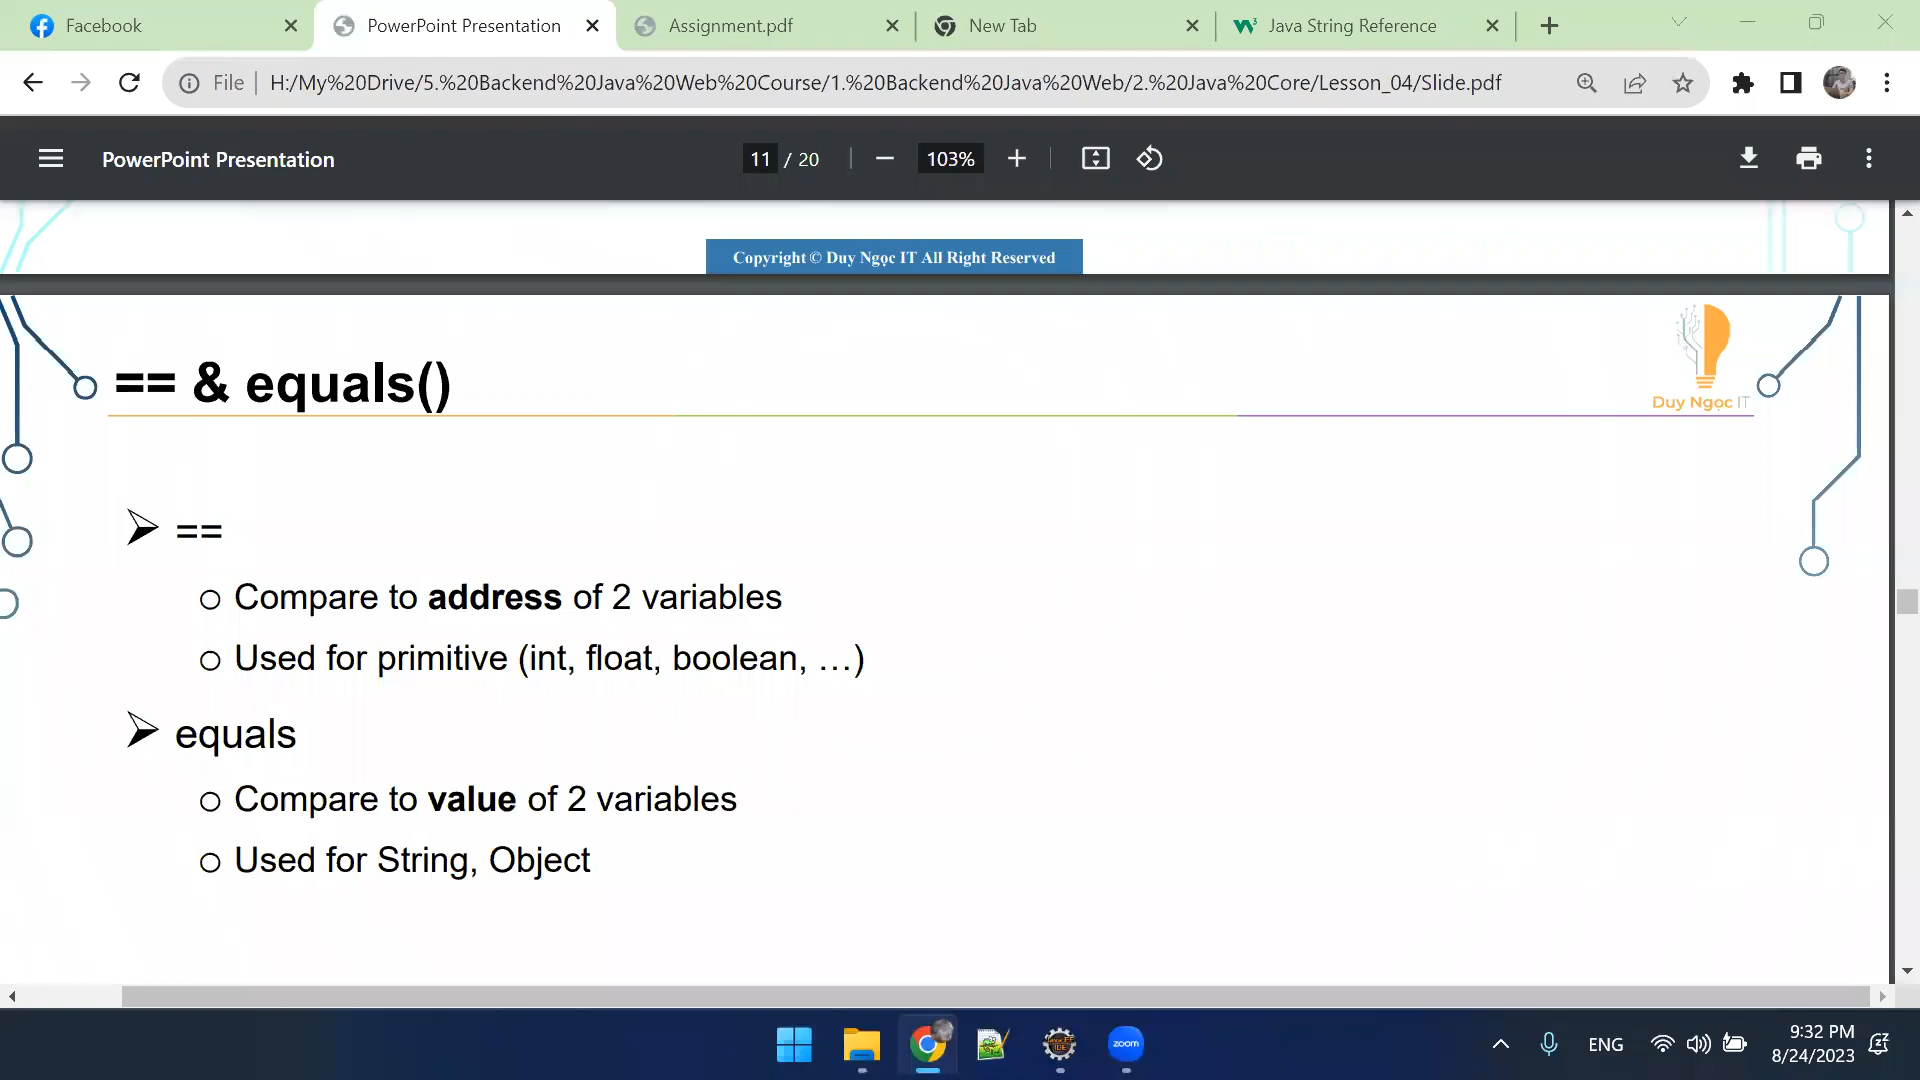 Facebook
PowerPoint Presentation
Assignment.pdf
New Tab
Java String Reference
File
H:/My%20Drive/5.%20Backend%20Java%20Web%20Course/1.%20Backend%20Java%20Web/2.%20Java%20Core/Lesson_04/Slide.pdf
PowerPoint Presentation
11 / 20
103%
Copyright © Duy Ngọc IT All Right Reserved
== & equals()
Duy Ngọc IT
==
Compare to address of 2 variables
Used for primitive (int, float, boolean, …)
equals
Compare to value of 2 variables
Used for String, Object
zoom
ENG
9:32 PM
8/24/2023